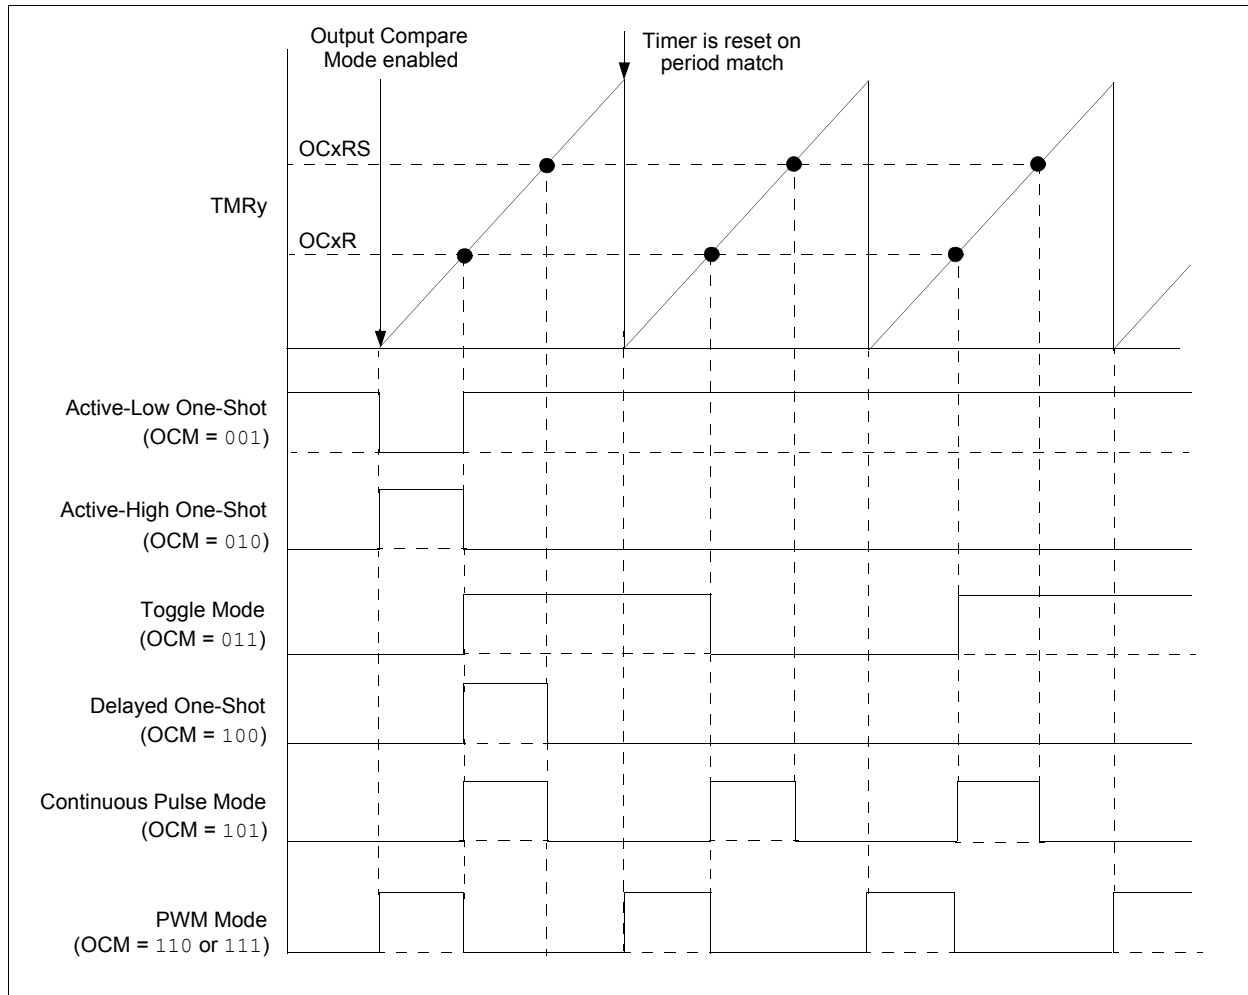 Output Compare
Mode enabled
Timer is reset on
period match
OCxRS
TMRy
OCxR
Active-Low One-Shot
(OCM = 001)
Active-High One-Shot
(OCM = 010)
Toggle Mode
(OCM = 011)
Delayed One-Shot
(OCM = 100)
Continuous Pulse Mode
(OCM = 101)
PWM Mode
(OCM = 110 or 111)